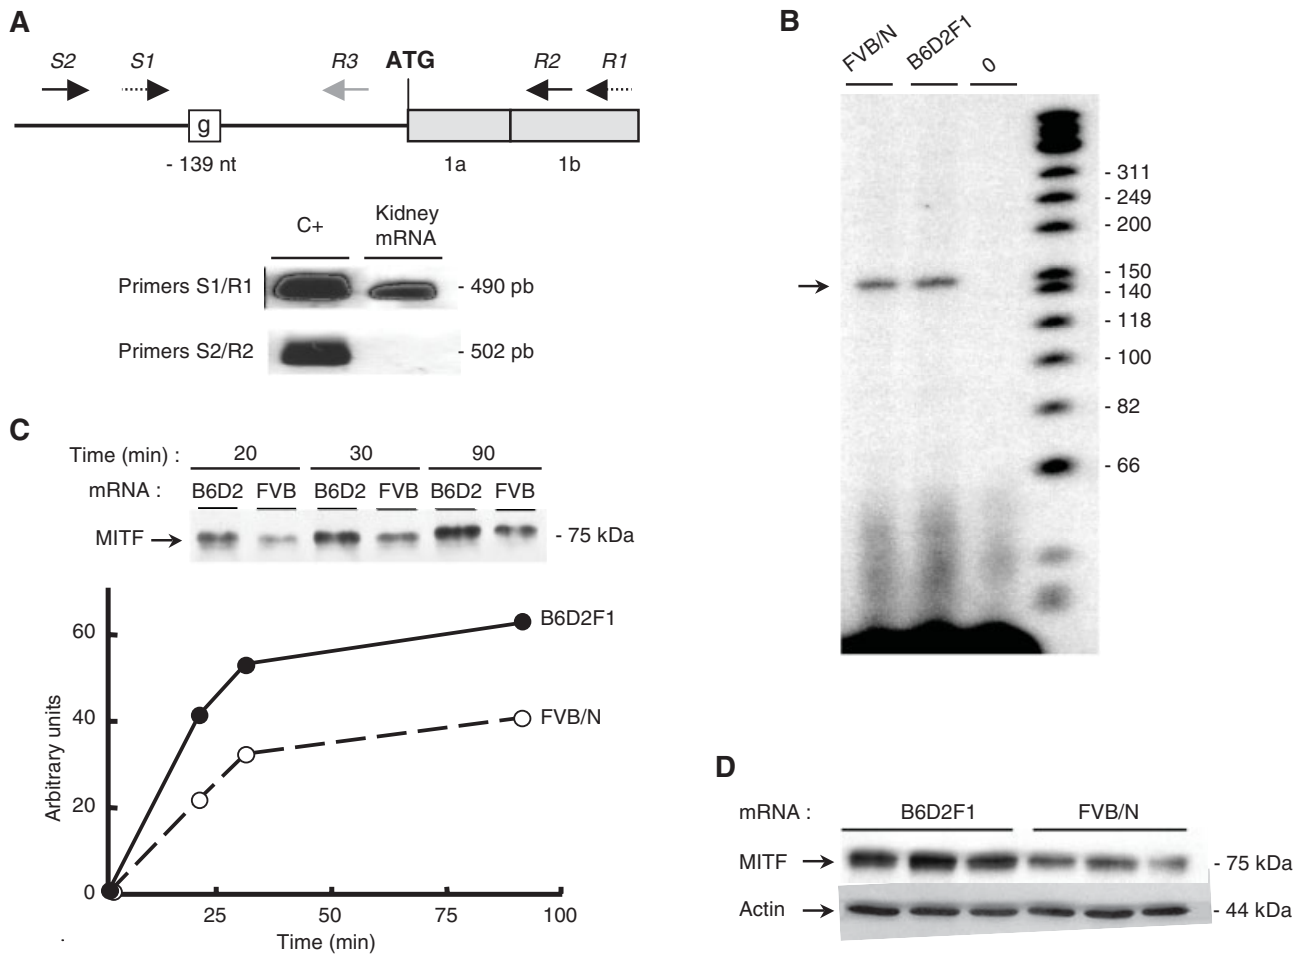 A
S2 S1 R3 ATG R2 R1
g
- 139 nt 1a 1b
C+ Kidney mRNA
Primers S1/R1 - 490 pb
Primers S2/R2 - 502 pb
B
FVB/N B6D2F1 0
- 311
- 249
- 200
- 150
- 140
- 118
- 100
- 82
- 66
C
Time (min) : 20 30 90
mRNA : B6D2 FVB B6D2 FVB B6D2 FVB
MITF - 75 kDa
B6D2F1
FVB/N
Arbitrary units
60
40
20
0
25 50 75 100
Time (min)
D
mRNA : B6D2F1 FVB/N
MITF - 75 kDa
Actin - 44 kDa